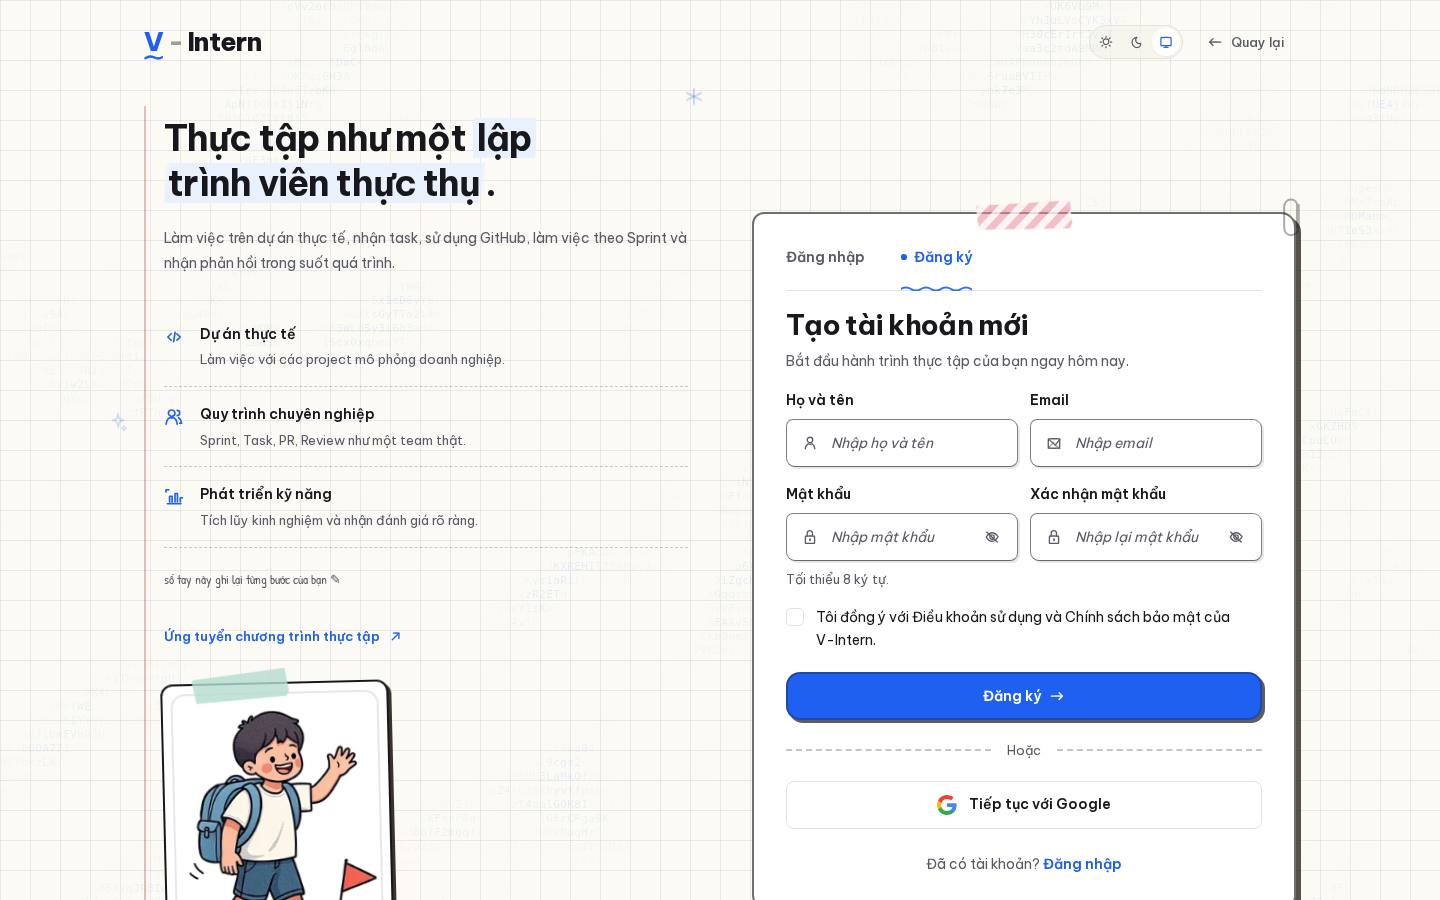 V - Intern
Quay lại
Thực tập như một lập
trình viên thực thụ.
Làm việc trên dự án thực tế, nhận task, sử dụng GitHub, làm việc theo Sprint và
nhận phản hồi trong suốt quá trình.
Dự án thực tế
Làm việc với các project mô phỏng doanh nghiệp.
Quy trình chuyên nghiệp
Sprint, Task, PR, Review như một team thật.
Phát triển kỹ năng
Tích lũy kinh nghiệm và nhận đánh giá rõ ràng.
sổ tay này ghi lại từng bước của bạn ✎
Ứng tuyển chương trình thực tập
Đăng nhập
Đăng ký
Tạo tài khoản mới
Bắt đầu hành trình thực tập của bạn ngay hôm nay.
Họ và tên
Email
Nhập họ và tên
Nhập email
Mật khẩu
Xác nhận mật khẩu
Nhập mật khẩu
Nhập lại mật khẩu
Tối thiểu 8 ký tự.
Tôi đồng ý với Điều khoản sử dụng và Chính sách bảo mật của
V-Intern.
Đăng ký
Hoặc
Tiếp tục với Google
Đã có tài khoản? Đăng nhập